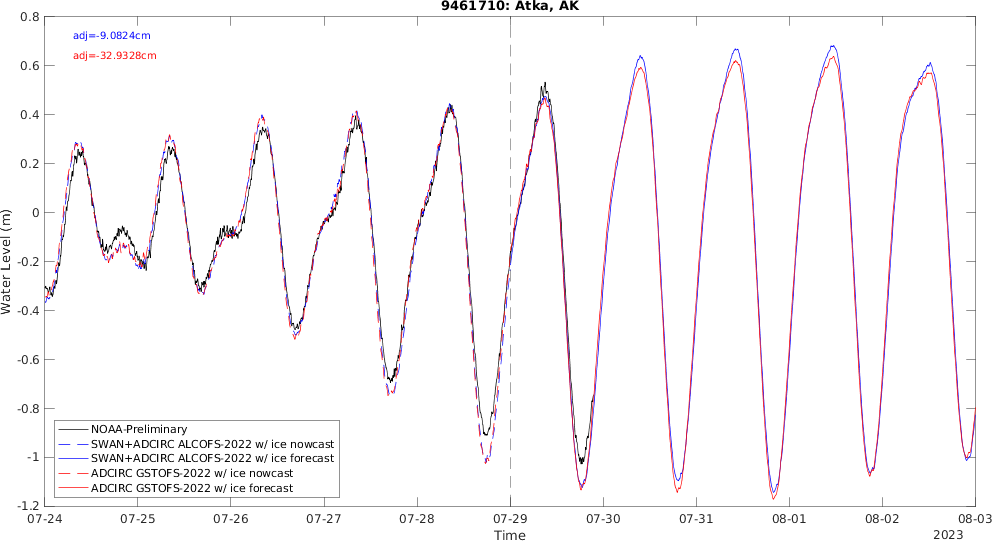 9461710: Atka, AK
adj=-9.0824cm
adj=-32.9328cm
0.8
0.6
0.4
0.2
0
-0.2
-0.4
-0.6
-0.8
-1
-1.2
Water Level (m)
NOAA-Preliminary
SWAN+ADCIRC ALCOFS-2022 w/ ice nowcast
SWAN+ADCIRC ALCOFS-2022 w/ ice forecast
ADCIRC GSTOFS-2022 w/ ice nowcast
ADCIRC GSTOFS-2022 w/ ice forecast
07-24 07-25 07-26 07-27 07-28 07-29 07-30 07-31 08-01 08-02 08-03
Time
2023